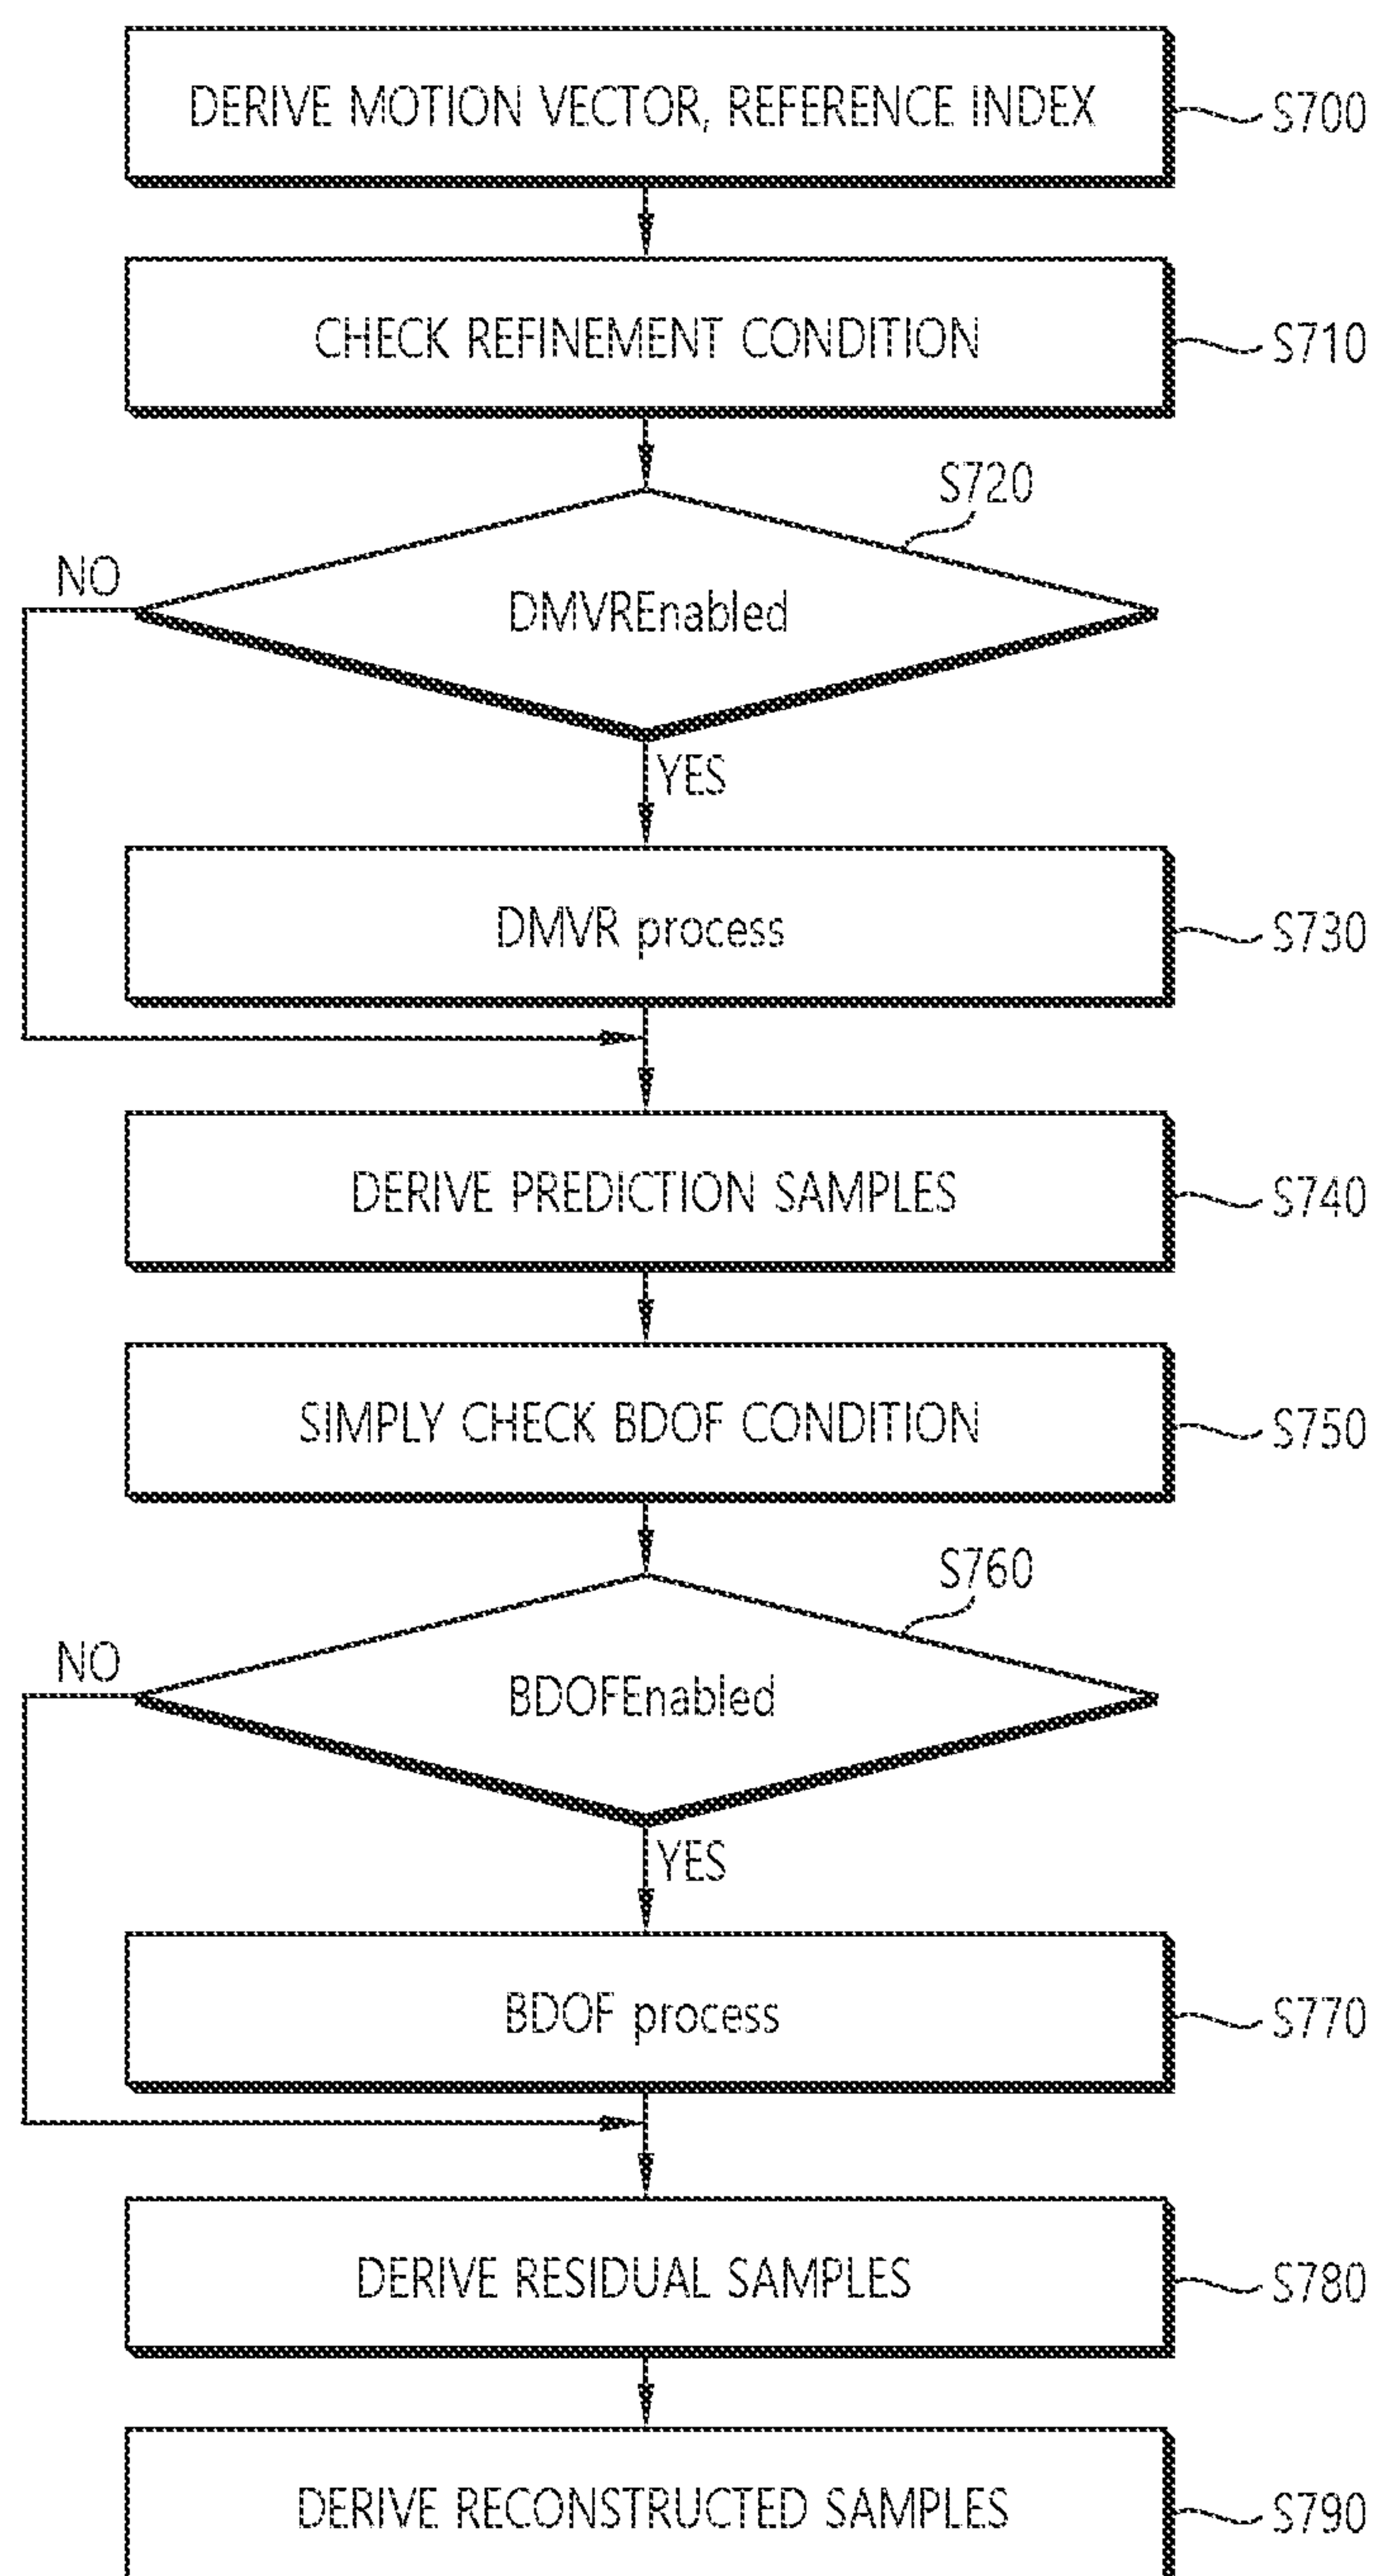 DERIVE MOTION VECTOR, REFERENCE INDEX
S700
CHECK REFINEMENT CONDITION
S710
S720
NO
DMVREnabled
YES
DMVR process
S730
DERIVE PREDICTION SAMPLES
S740
SIMPLY CHECK BDOF CONDITION
S750
S760
NO
BDOFEnabled
YES
BDOF process
S770
DERIVE RESIDUAL SAMPLES
S780
DERIVE RECONSTRUCTED SAMPLES
S790